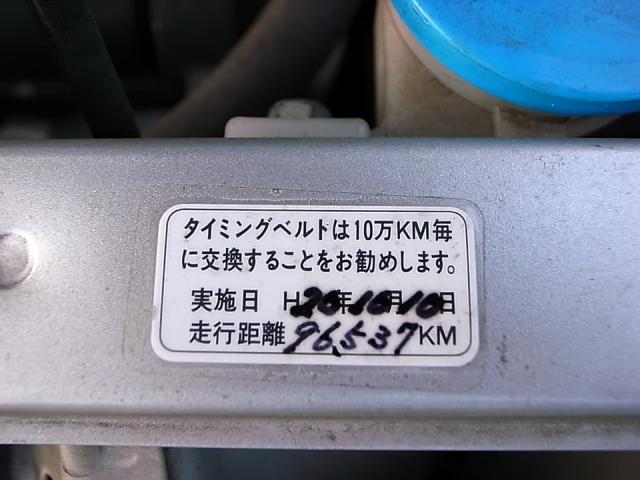 タイミングベルトは10万KM毎
に交換することをお勧めします。
実施日 H20年10月10日
走行距離 96,537KM